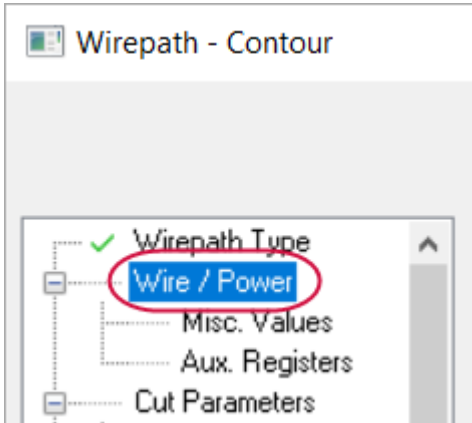 Wirepath - Contour
Wirepath Type
Wire / Power
Misc. Values
Aux. Registers
Cut Parameters